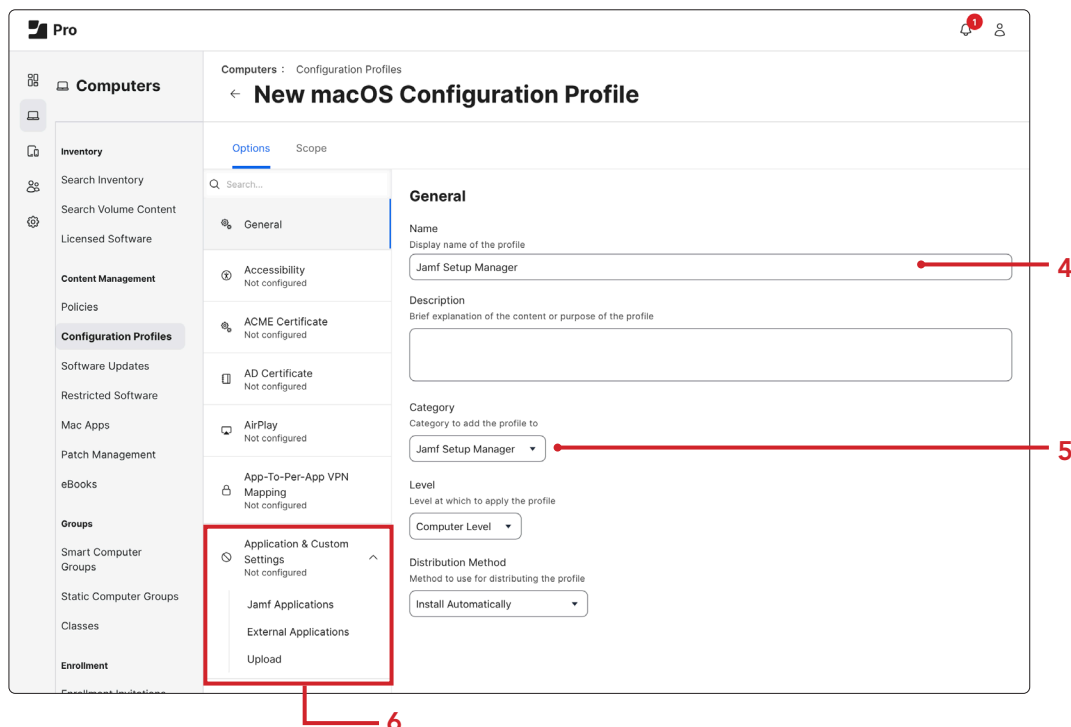 Pro
1
Computers
Inventory
Search Inventory
Search Volume Content
Licensed Software
Content Management
Policies
Configuration Profiles
Software Updates
Restricted Software
Mac Apps
Patch Management
eBooks
Groups
Smart Computer
Groups
Static Computer Groups
Classes
Enrollment
Enrollment Invitations
Computers : Configuration Profiles
← New macOS Configuration Profile
Options Scope
Search...
General
Accessibility
Not configured
ACME Certificate
Not configured
AD Certificate
Not configured
AirPlay
Not configured
App-To-Per-App VPN
Mapping
Not configured
Application & Custom
Settings
Not configured
Jamf Applications
External Applications
Upload
General
Name
Display name of the profile
Jamf Setup Manager
4
Description
Brief explanation of the content or purpose of the profile
Category
Category to add the profile to
Jamf Setup Manager
5
Level
Level at which to apply the profile
Computer Level
Distribution Method
Method to use for distributing the profile
Install Automatically
6